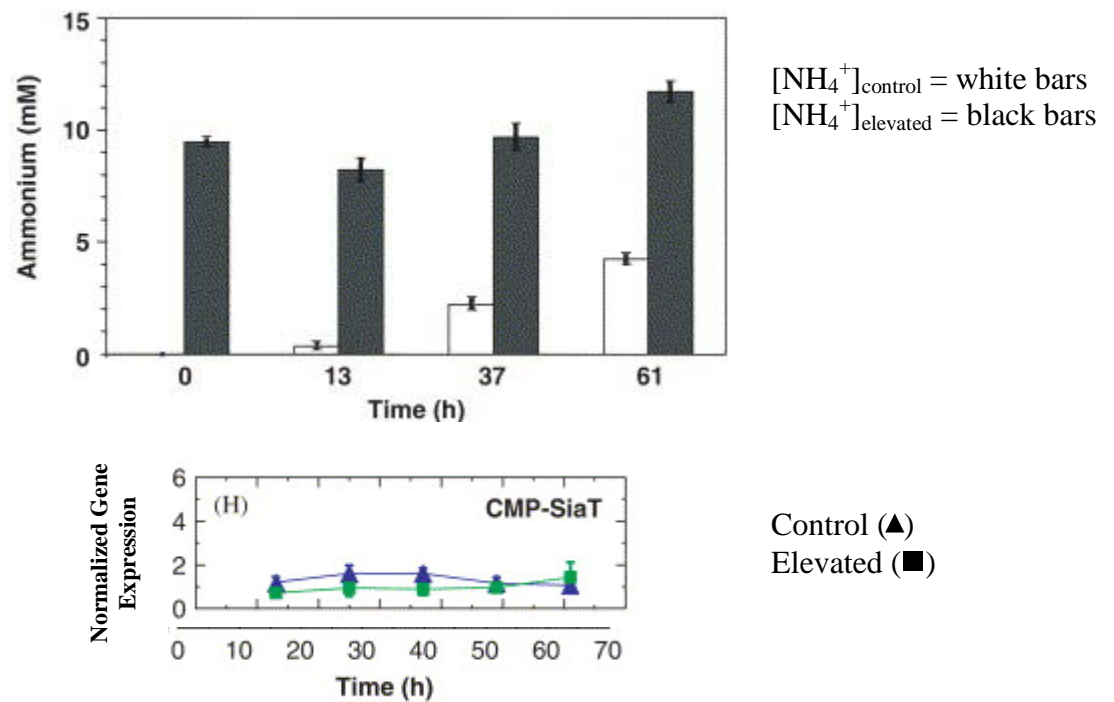 15
10
5
0
Ammonium (mM)
0 13 37 61
Time (h)
[NH₄⁺]control = white bars
[NH₄⁺]elevated = black bars
6
4
2
0
Normalized Gene
Expression
(H) CMP-SiaT
0 10 20 30 40 50 60 70
Time (h)
Control (▲)
Elevated (■)